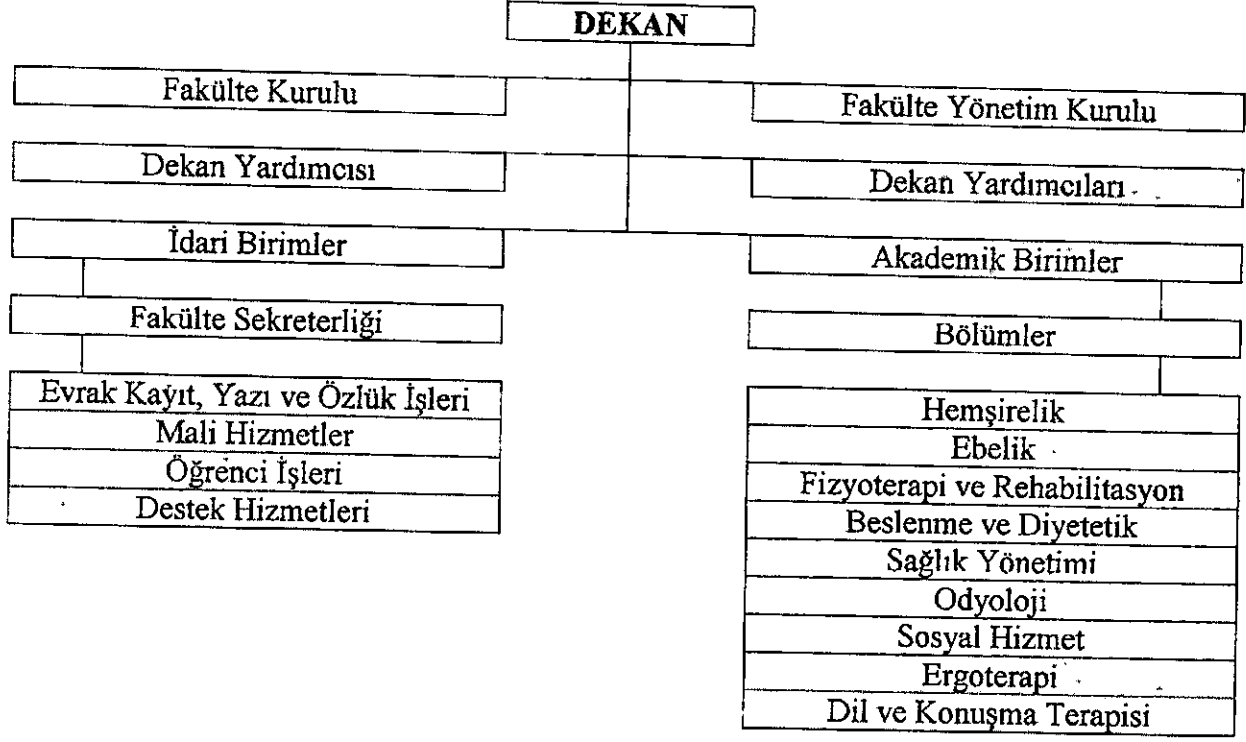 DEKAN
Fakülte Kurulu
Fakülte Yönetim Kurulu
Dekan Yardımcısı
Dekan Yardımcıları
İdari Birimler
Akademik Birimler
Fakülte Sekreterliği
Bölümler
Evrak Kayıt, Yazı ve Özlük İşleri
Mali Hizmetler
Öğrenci İşleri
Destek Hizmetleri
Hemşirelik
Ebelik
Fizyoterapi ve Rehabilitasyon
Beslenme ve Diyetetik
Sağlık Yönetimi
Odyoloji
Sosyal Hizmet
Ergoterapi
Dil ve Konuşma Terapisi